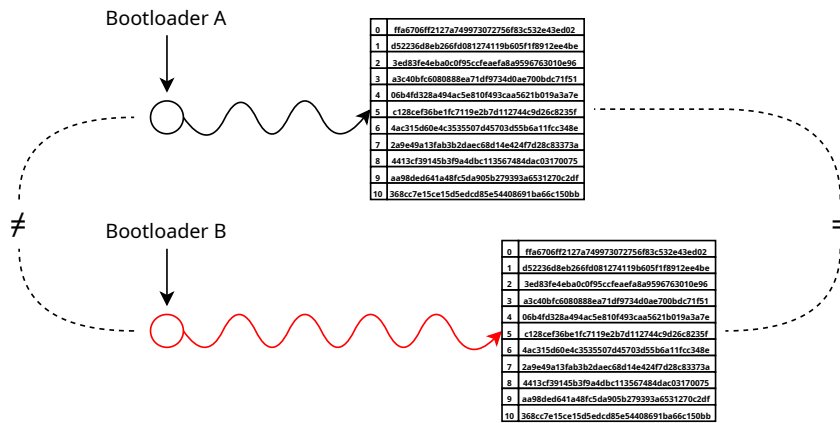 Bootloader A
0 ffa6706ff2127a749973072756f83c532e43ed02
1 d52236d8eb266fd081274119b605f1f8912ee4be
2 3ed83fe4eba0c0f95ccfeaefa8a9596763010e96
3 a3c40bfc6080888ea71df9734d0ae700bdc71f51
4 06b4fd328a494ac5e810f493caa5621b019a3a7e
5 c128cef36be1fc7119e2b7d112744c9d26c8235f
6 4ac315d60e4c3535507d45703d55b6a11fcc348e
7 2a9e49a13fab3b2daec68d14e424f7d28c83373a
8 4413cf39145b3f9a4dbc113567484dac03170075
9 aa98ded641a48fc5da905b279393a6531270c2df
10 368cc7e15ce15d5edcd85e54408691ba66c150bb
≠
=
Bootloader B
0 ffa6706ff2127a749973072756f83c532e43ed02
1 d52236d8eb266fd081274119b605f1f8912ee4be
2 3ed83fe4eba0c0f95ccfeaefa8a9596763010e96
3 a3c40bfc6080888ea71df9734d0ae700bdc71f51
4 06b4fd328a494ac5e810f493caa5621b019a3a7e
5 c128cef36be1fc7119e2b7d112744c9d26c8235f
6 4ac315d60e4c3535507d45703d55b6a11fcc348e
7 2a9e49a13fab3b2daec68d14e424f7d28c83373a
8 4413cf39145b3f9a4dbc113567484dac03170075
9 aa98ded641a48fc5da905b279393a6531270c2df
10 368cc7e15ce15d5edcd85e54408691ba66c150bb